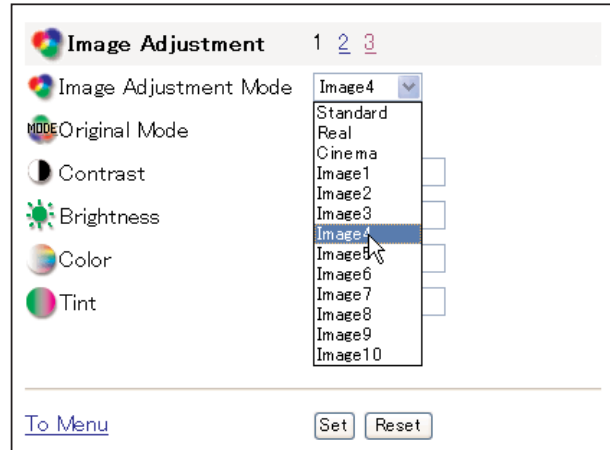 Image Adjustment 1 2 3
Image Adjustment Mode Image4
Standard
Real
MODE Original Mode
Cinema
Contrast
Image1
Image2
Brightness
Image3
Image4
Color
Image5
Image6
Tint
Image7
Image8
Image9
Image10
To Menu Set Reset